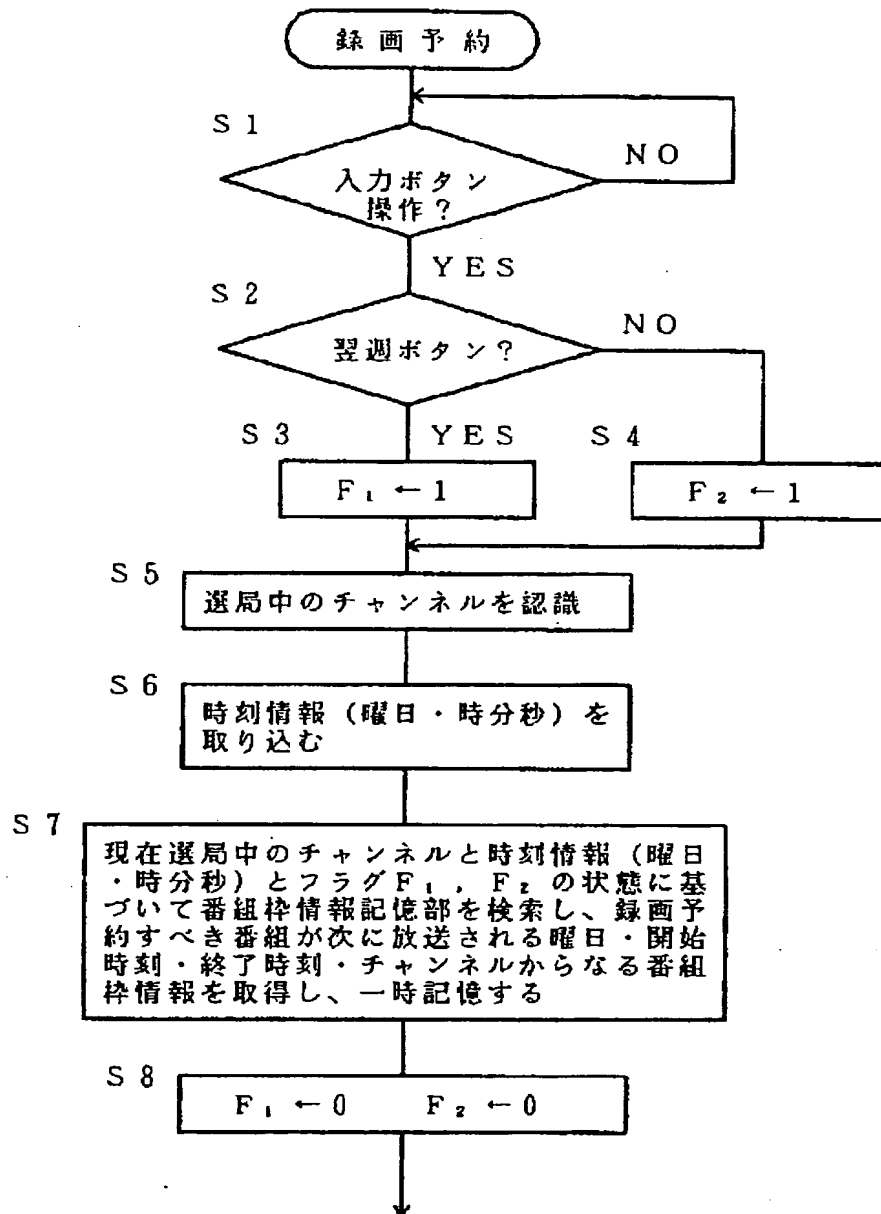 録画予約
S1
NO
入力ボタン
操作?
YES
S2
NO
翌週ボタン?
S3
YES
S4
F₁ ←1
F₂ ←1
S5
選局中のチャンネルを認識
S6
時刻情報(曜日・時分秒)を
取り込む
S7
現在選局中のチャンネルと時刻情報(曜日
・時分秒)とフラグF₁,F₂の状態に基
づいて番組枠情報記憶部を検索し、録画予
約すべき番組が次に放送される曜日・開始
時刻・終了時刻・チャンネルからなる番組
枠情報を取得し、一時記憶する
S8
F₁ ←0 F₂ ←0